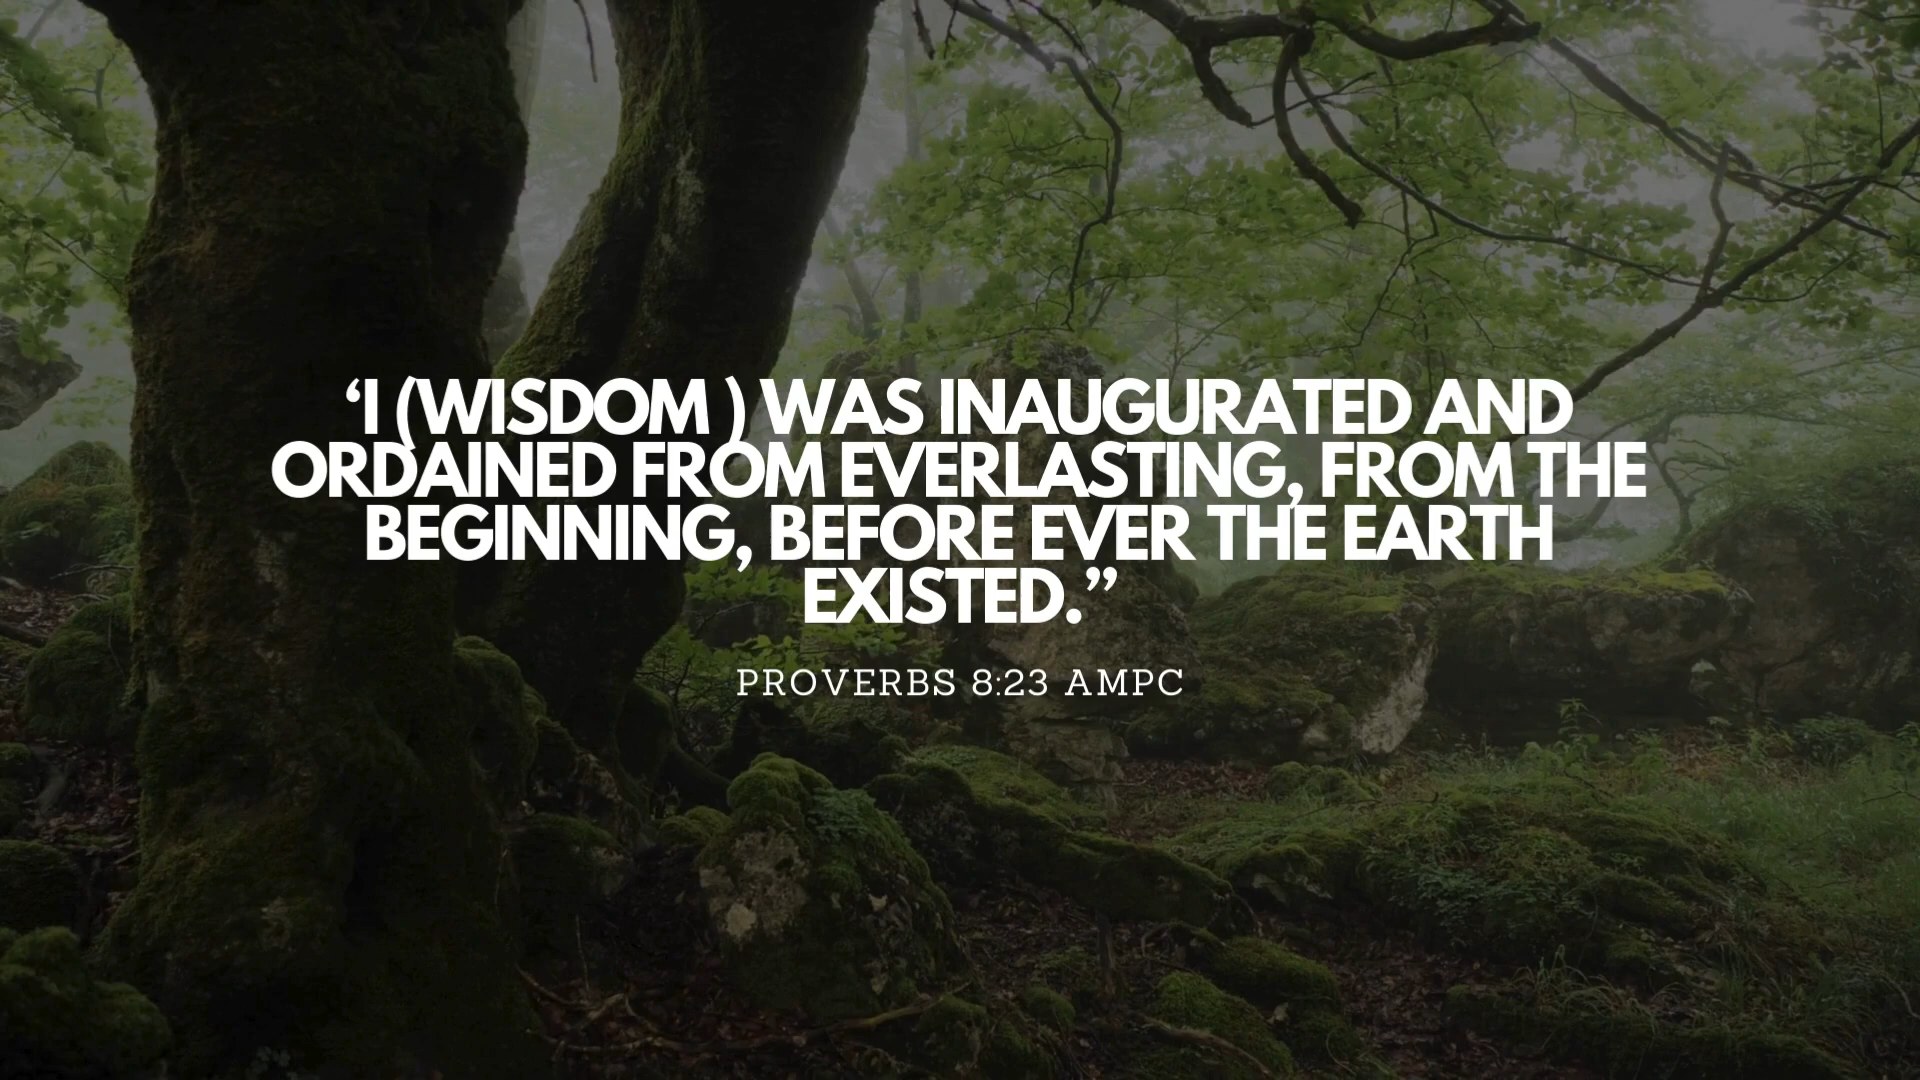 ‘I (WISDOM ) WAS INAUGURATED AND
ORDAINED FROM EVERLASTING, FROM THE
BEGINNING, BEFORE EVER THE EARTH
EXISTED.”
PROVERBS 8:23 AMPC